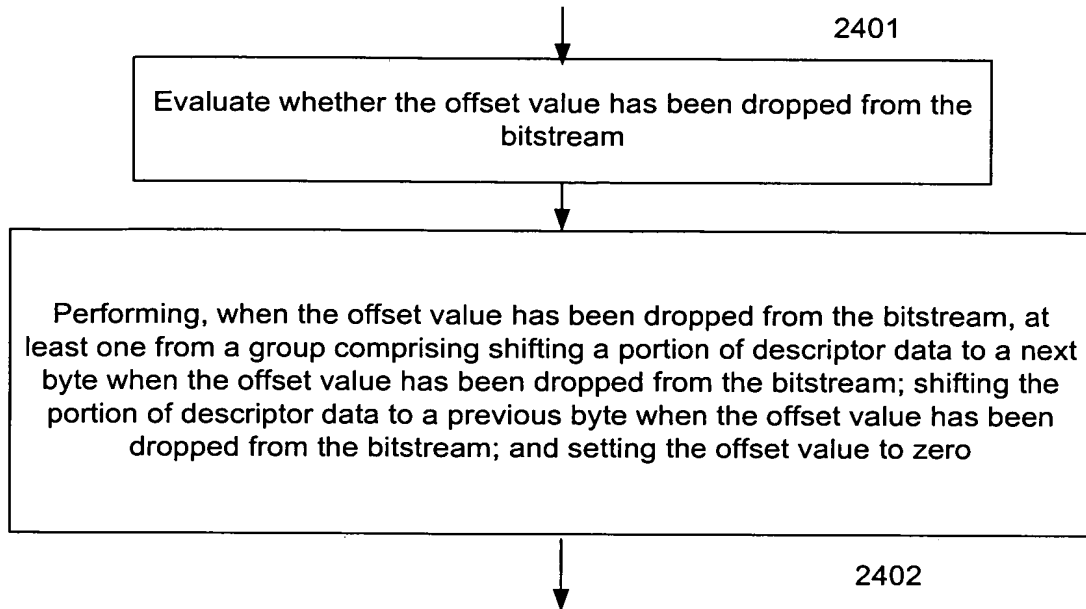 2401
Evaluate whether the offset value has been dropped from the
bitstream
Performing, when the offset value has been dropped from the bitstream, at
least one from a group comprising shifting a portion of descriptor data to a next
byte when the offset value has been dropped from the bitstream; shifting the
portion of descriptor data to a previous byte when the offset value has been
dropped from the bitstream; and setting the offset value to zero
2402